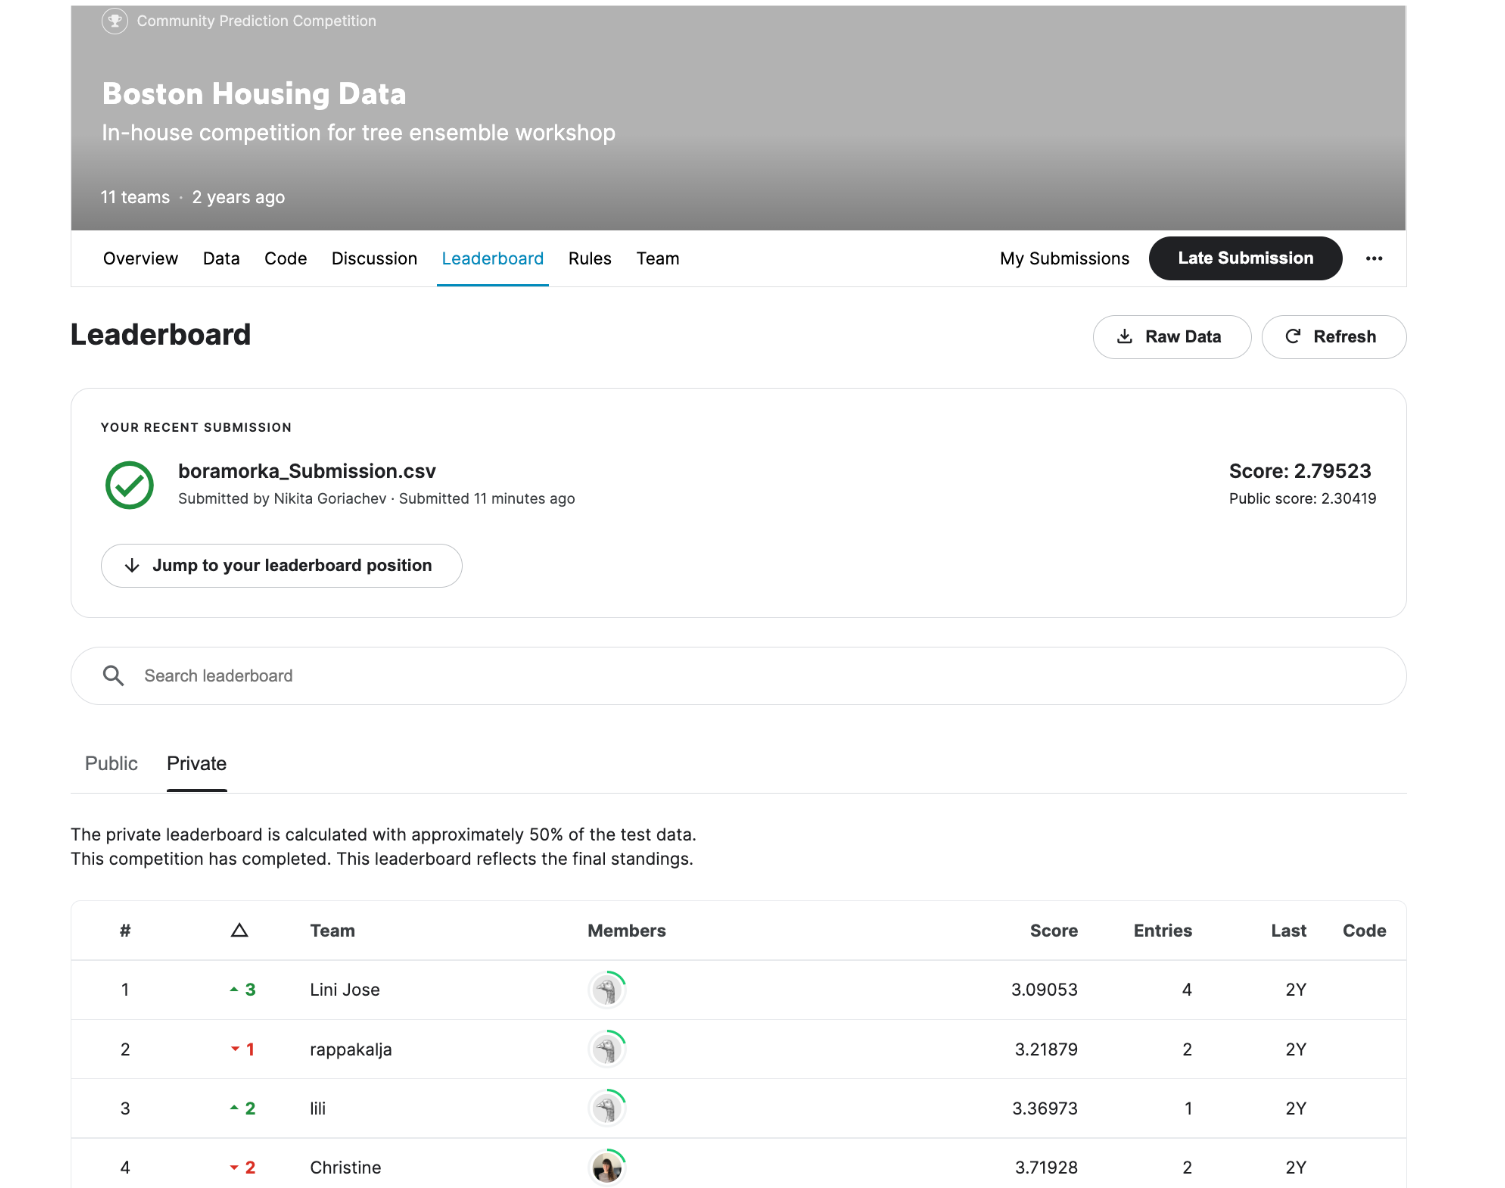 Community Prediction Competition
Boston Housing Data
In-house competition for tree ensemble workshop
11 teams · 2 years ago
Overview Data Code Discussion Leaderboard Rules Team My Submissions Late Submission ···
Leaderboard
Raw Data Refresh
YOUR RECENT SUBMISSION
boramorka_Submission.csv Score: 2.79523
Submitted by Nikita Goriachev · Submitted 11 minutes ago Public score: 2.30419
Jump to your leaderboard position
Search leaderboard
Public Private
The private leaderboard is calculated with approximately 50% of the test data.
This competition has completed. This leaderboard reflects the final standings.
# △ Team Members Score Entries Last Code
1 3 Lini Jose 3.09053 4 2Y
2 1 rappakalja 3.21879 2 2Y
3 2 lili 3.36973 1 2Y
4 2 Christine 3.71928 2 2Y